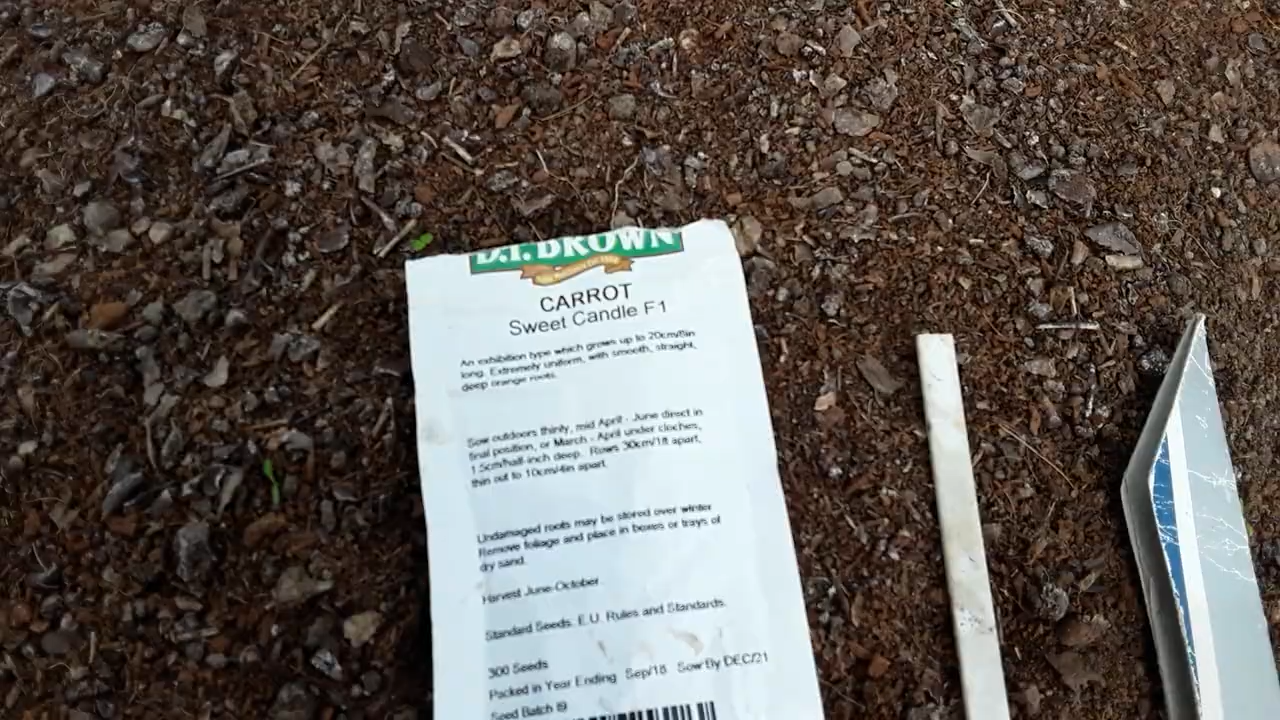 D.T. BROWN
CARROT
Sweet Candle F1
An exhibition type which grows up to 20cm/8in
long. Extremely uniform, with smooth, straight,
deep orange roots.
Sow outdoors thinly, mid April - June direct in
final position, or March - April under cloches,
1.5cm/half-inch deep. Rows 30cm/1ft apart,
thin out to 10cm/4in apart.
Undamaged roots may be stored over winter
Remove foliage and place in boxes or trays of
dry sand.
Harvest June-October.
Standard Seeds. E.U. Rules and Standards.
300 Seeds
Packed in Year Ending Sep/18 Sow By DEC/21
Seed Batch